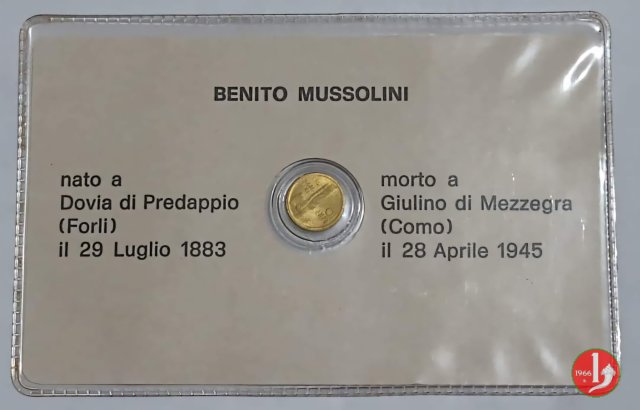 BENITO MUSSOLINI
nato a
Dovia di Predappio
(Forli)
il 29 Luglio 1883
morto a
Giulino di Mezzegra
(Como)
il 28 Aprile 1945
1966